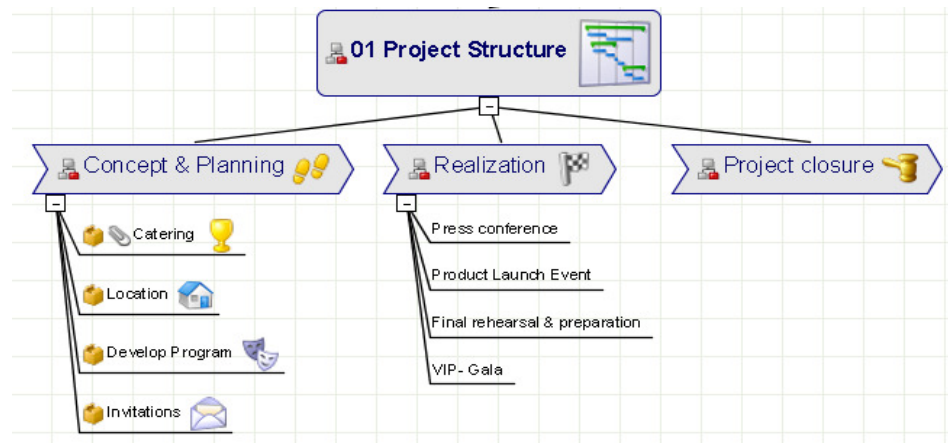 01 Project Structure
Concept & Planning
Realization
Project closure
Catering
Location
Develop Program
Invitations
Press conference
Product Launch Event
Final rehearsal & preparation
VIP- Gala